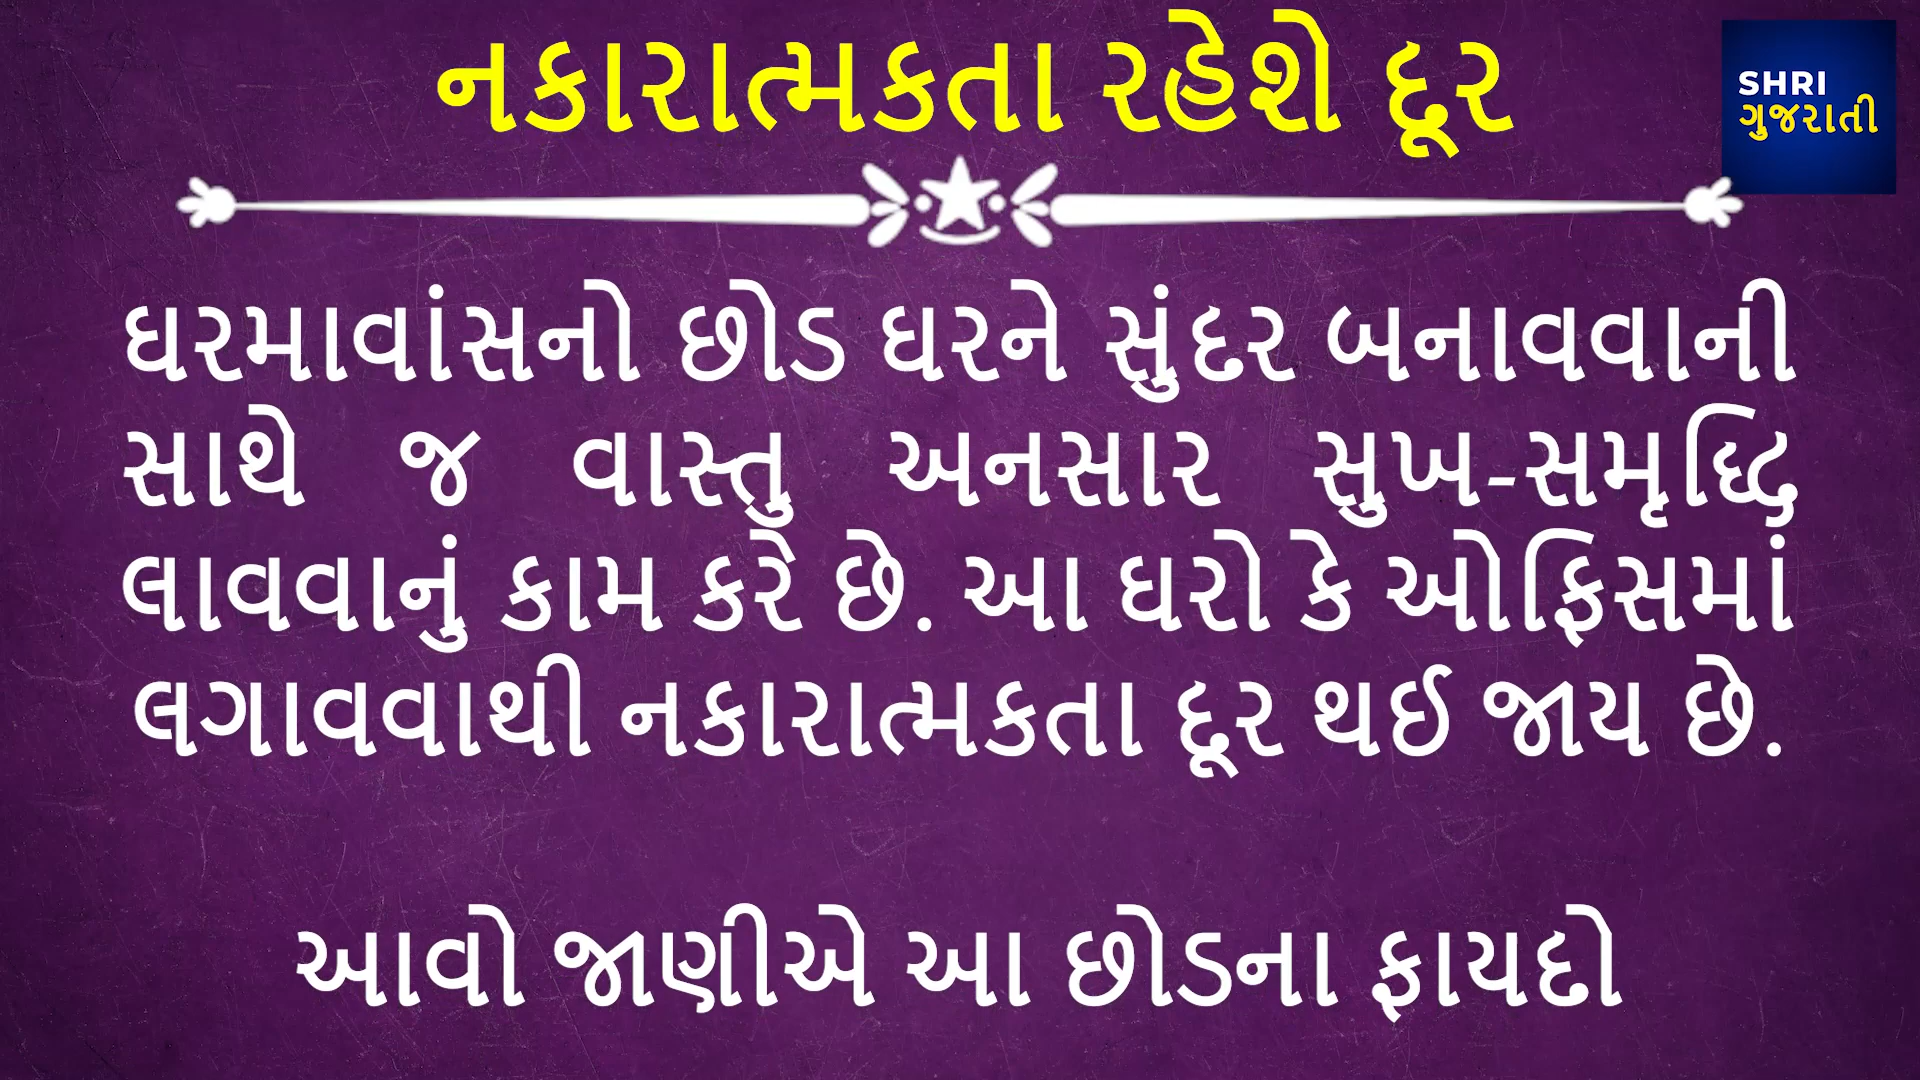 નકારાત્મકતા રહેશે દૂર
SHRI
ગુજરાતી
ઘરમાવાંસનો છોડ ઘરને સુંદર બનાવવાની
સાથે જ વાસ્તુ અનસાર સુખ-સમૃદ્ધિ
લાવવાનું કામ કરે છે. આ ઘરો કે ઓફિસમાં
લગાવવાથી નકારાત્મકતા દૂર થઈ જાય છે.
આવો જાણીએ આ છોડના ફાયદો